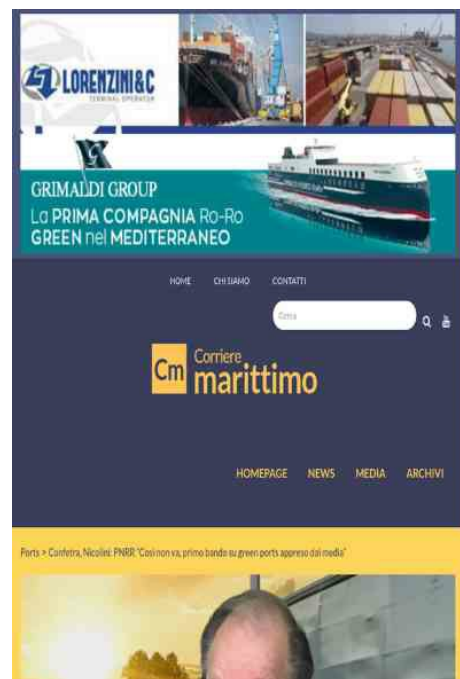 LORENZINI&C
TERMINAL OPERATOR
GRIMALDI GROUP
La PRIMA COMPAGNIA Ro-Ro
GREEN nel MEDITERRANEO
HOME CHI SIAMO CONTATTI
Cerca
Cm Corriere
marittimo
HOMEPAGE NEWS MEDIA ARCHIVI
Ports > Confetra, Nicolini: PNRR "Così non va, primo bando su green ports appreso dai media"